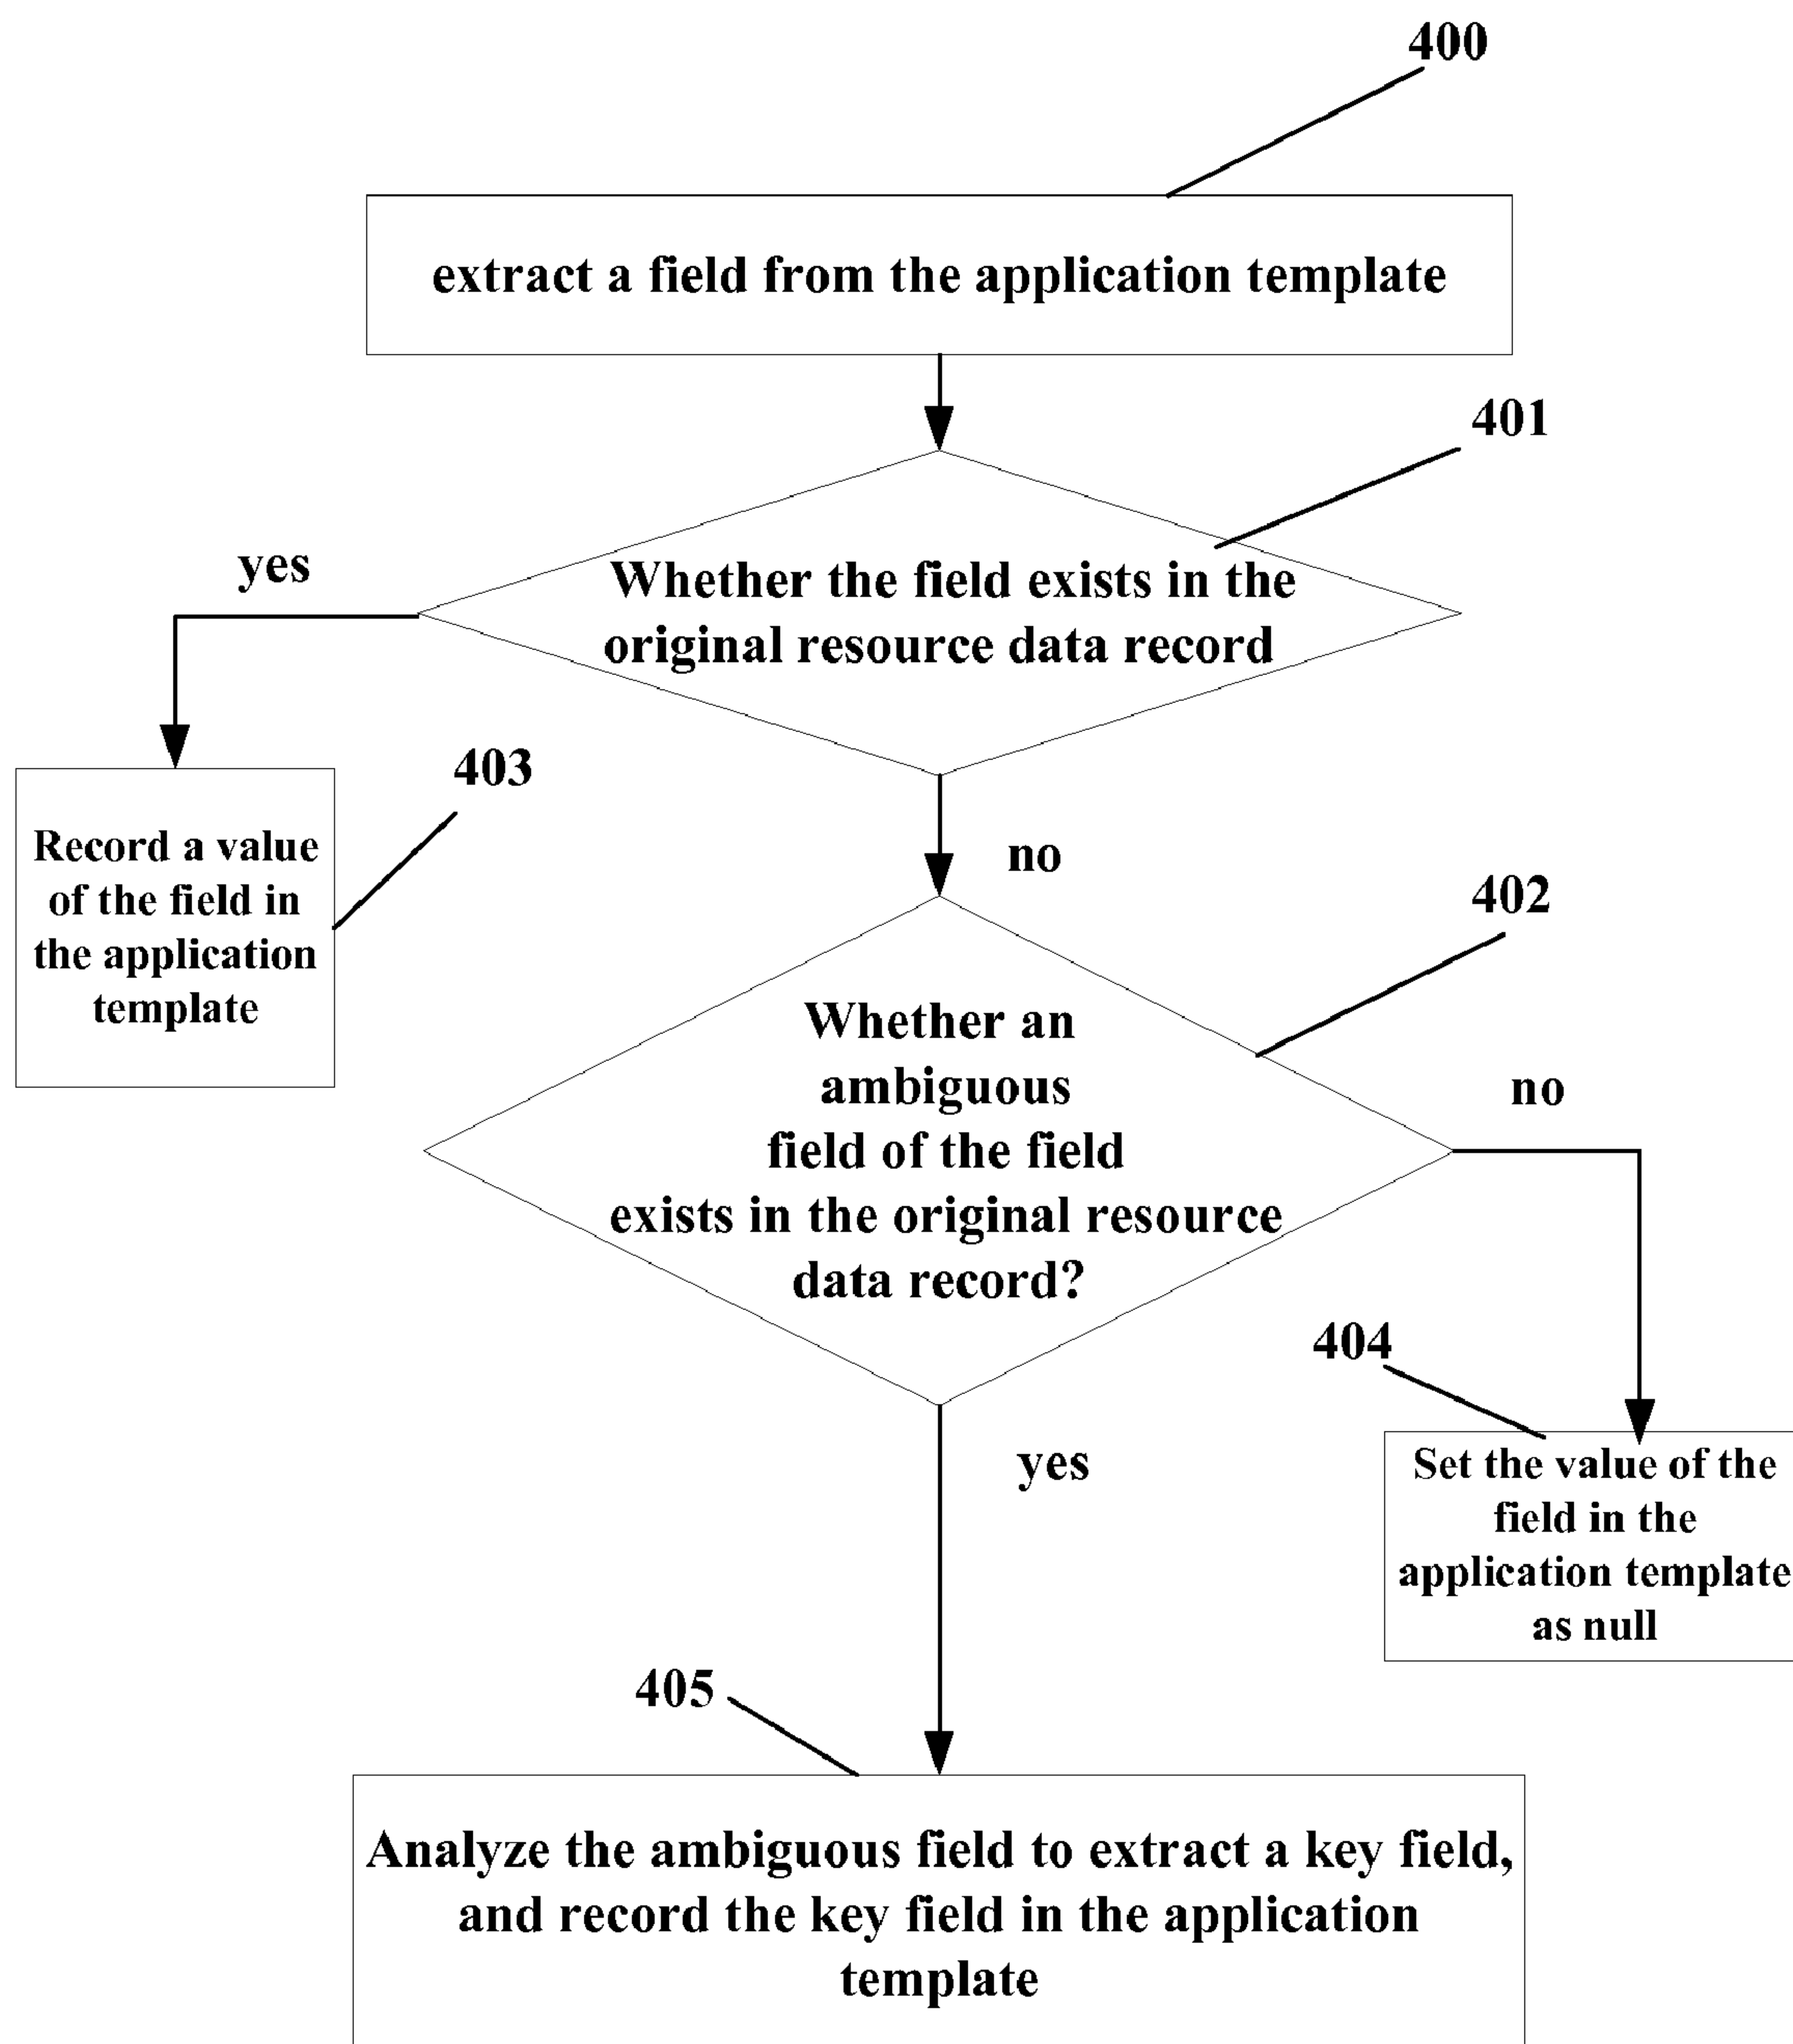 400
extract a field from the application template
401
yes
Whether the field exists in the
original resource data record
403
Record a value
of the field in
the application
template
no
402
Whether an
ambiguous
field of the field
exists in the original resource
data record?
no
404
Set the value of the
field in the
application template
as null
yes
405
Analyze the ambiguous field to extract a key field,
and record the key field in the application
template